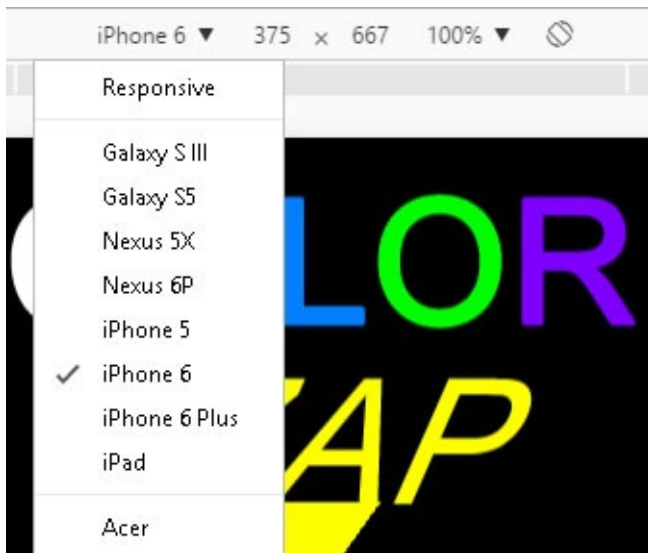 iPhone 6 ▼ 375 × 667 100% ▼
Responsive
Galaxy S III
Galaxy S5
Nexus 5X
Nexus 6P
iPhone 5
iPhone 6
iPhone 6 Plus
iPad
Acer
LOR
AP